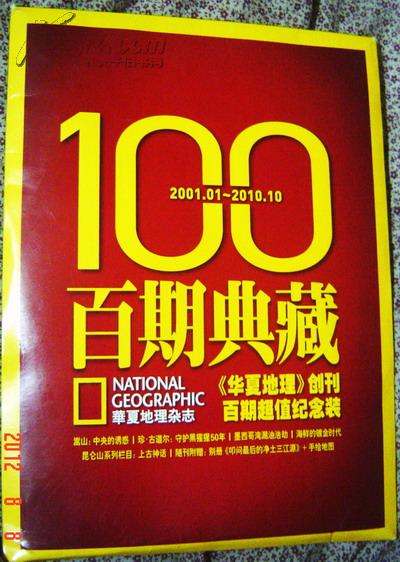 100
2001.01~2010.10
百期典藏
NATIONAL
GEOGRAPHIC
華夏地理杂志
《华夏地理》创刊
百期超值纪念装
嵩山：中央的诱惑 | 珍·古道尔：守护黑猩猩50年 | 墨西哥湾漏油浩劫 | 海鲜的镀金时代
昆仑山系列栏目：上古神话 | 随刊附赠：别册《叩问最后的净土三江源》+ 手绘地图
2012 8 8